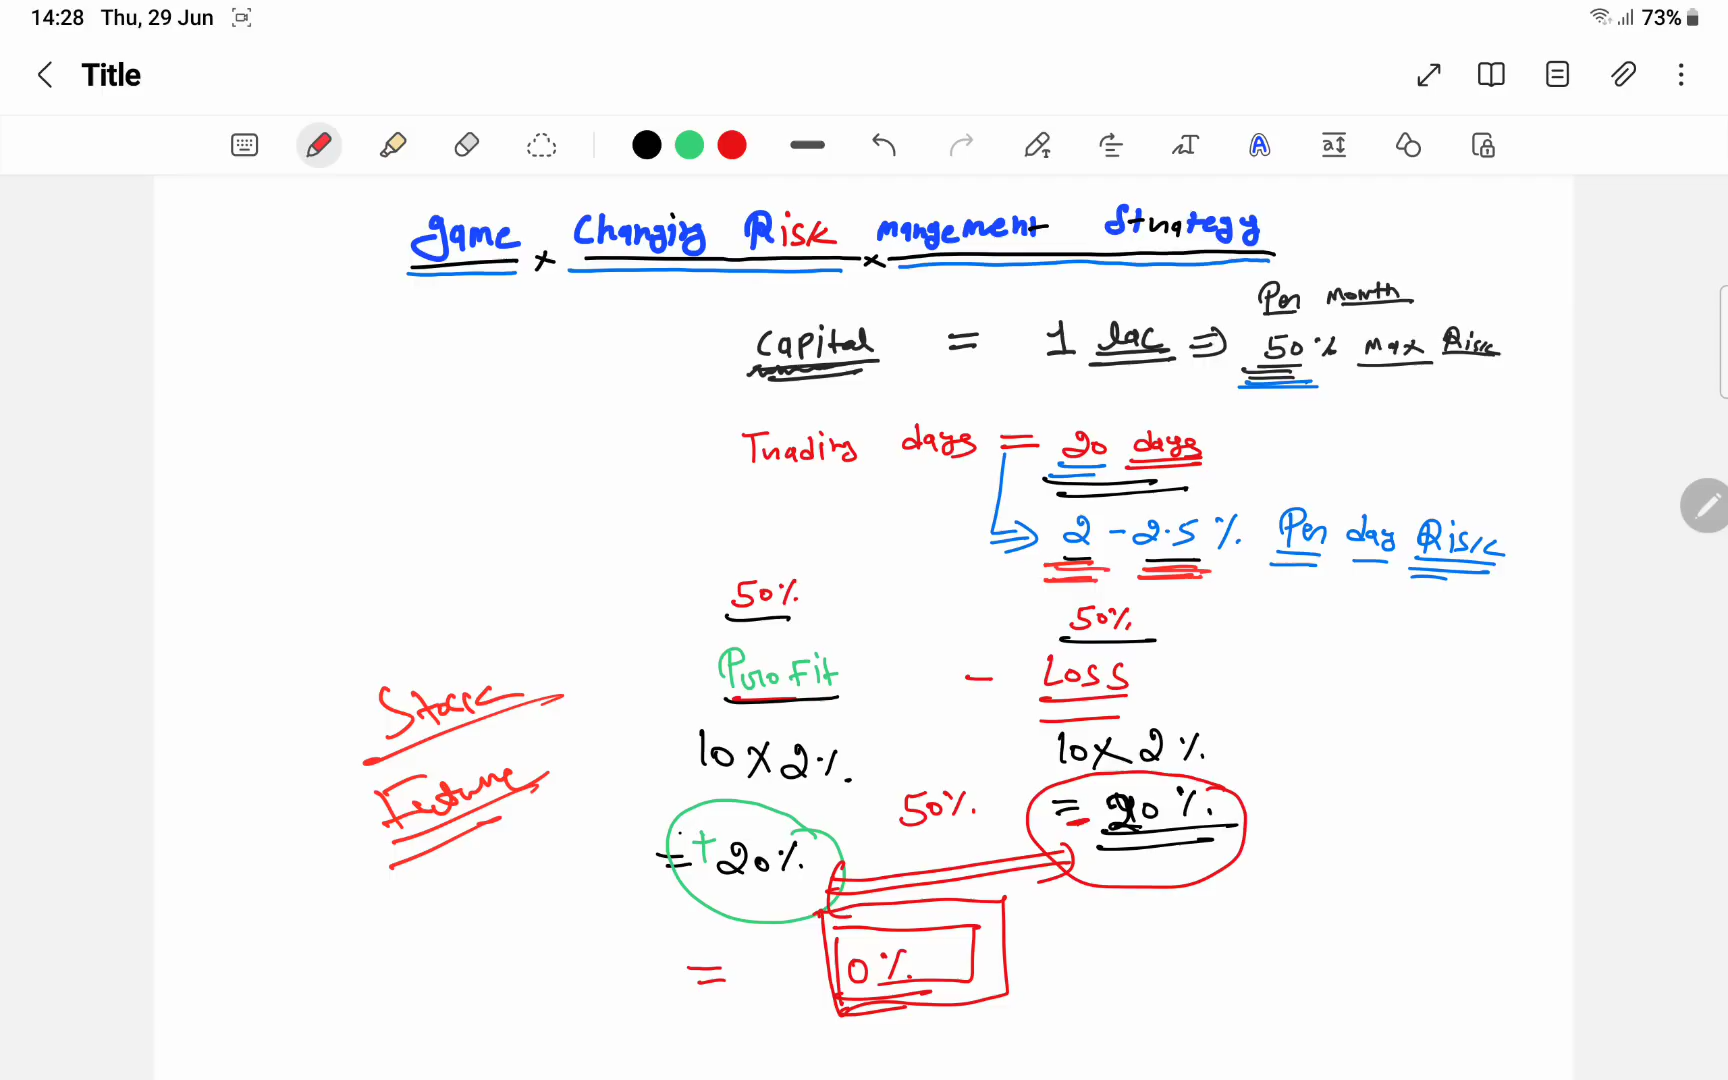 14:28 Thu, 29 Jun 73%
Title
Game Changing Risk mangement Strategy
Per month
Capital = 1 lac ⇒ 50% max Risk
Trading days = 20 days
⇒ 2 - 2.5 % Per day Risk
50% 50%
Profit - Loss
Stock
10 x 2% 10 x 2 %
Future
50% = 20 %
= + 20%
= 0 %